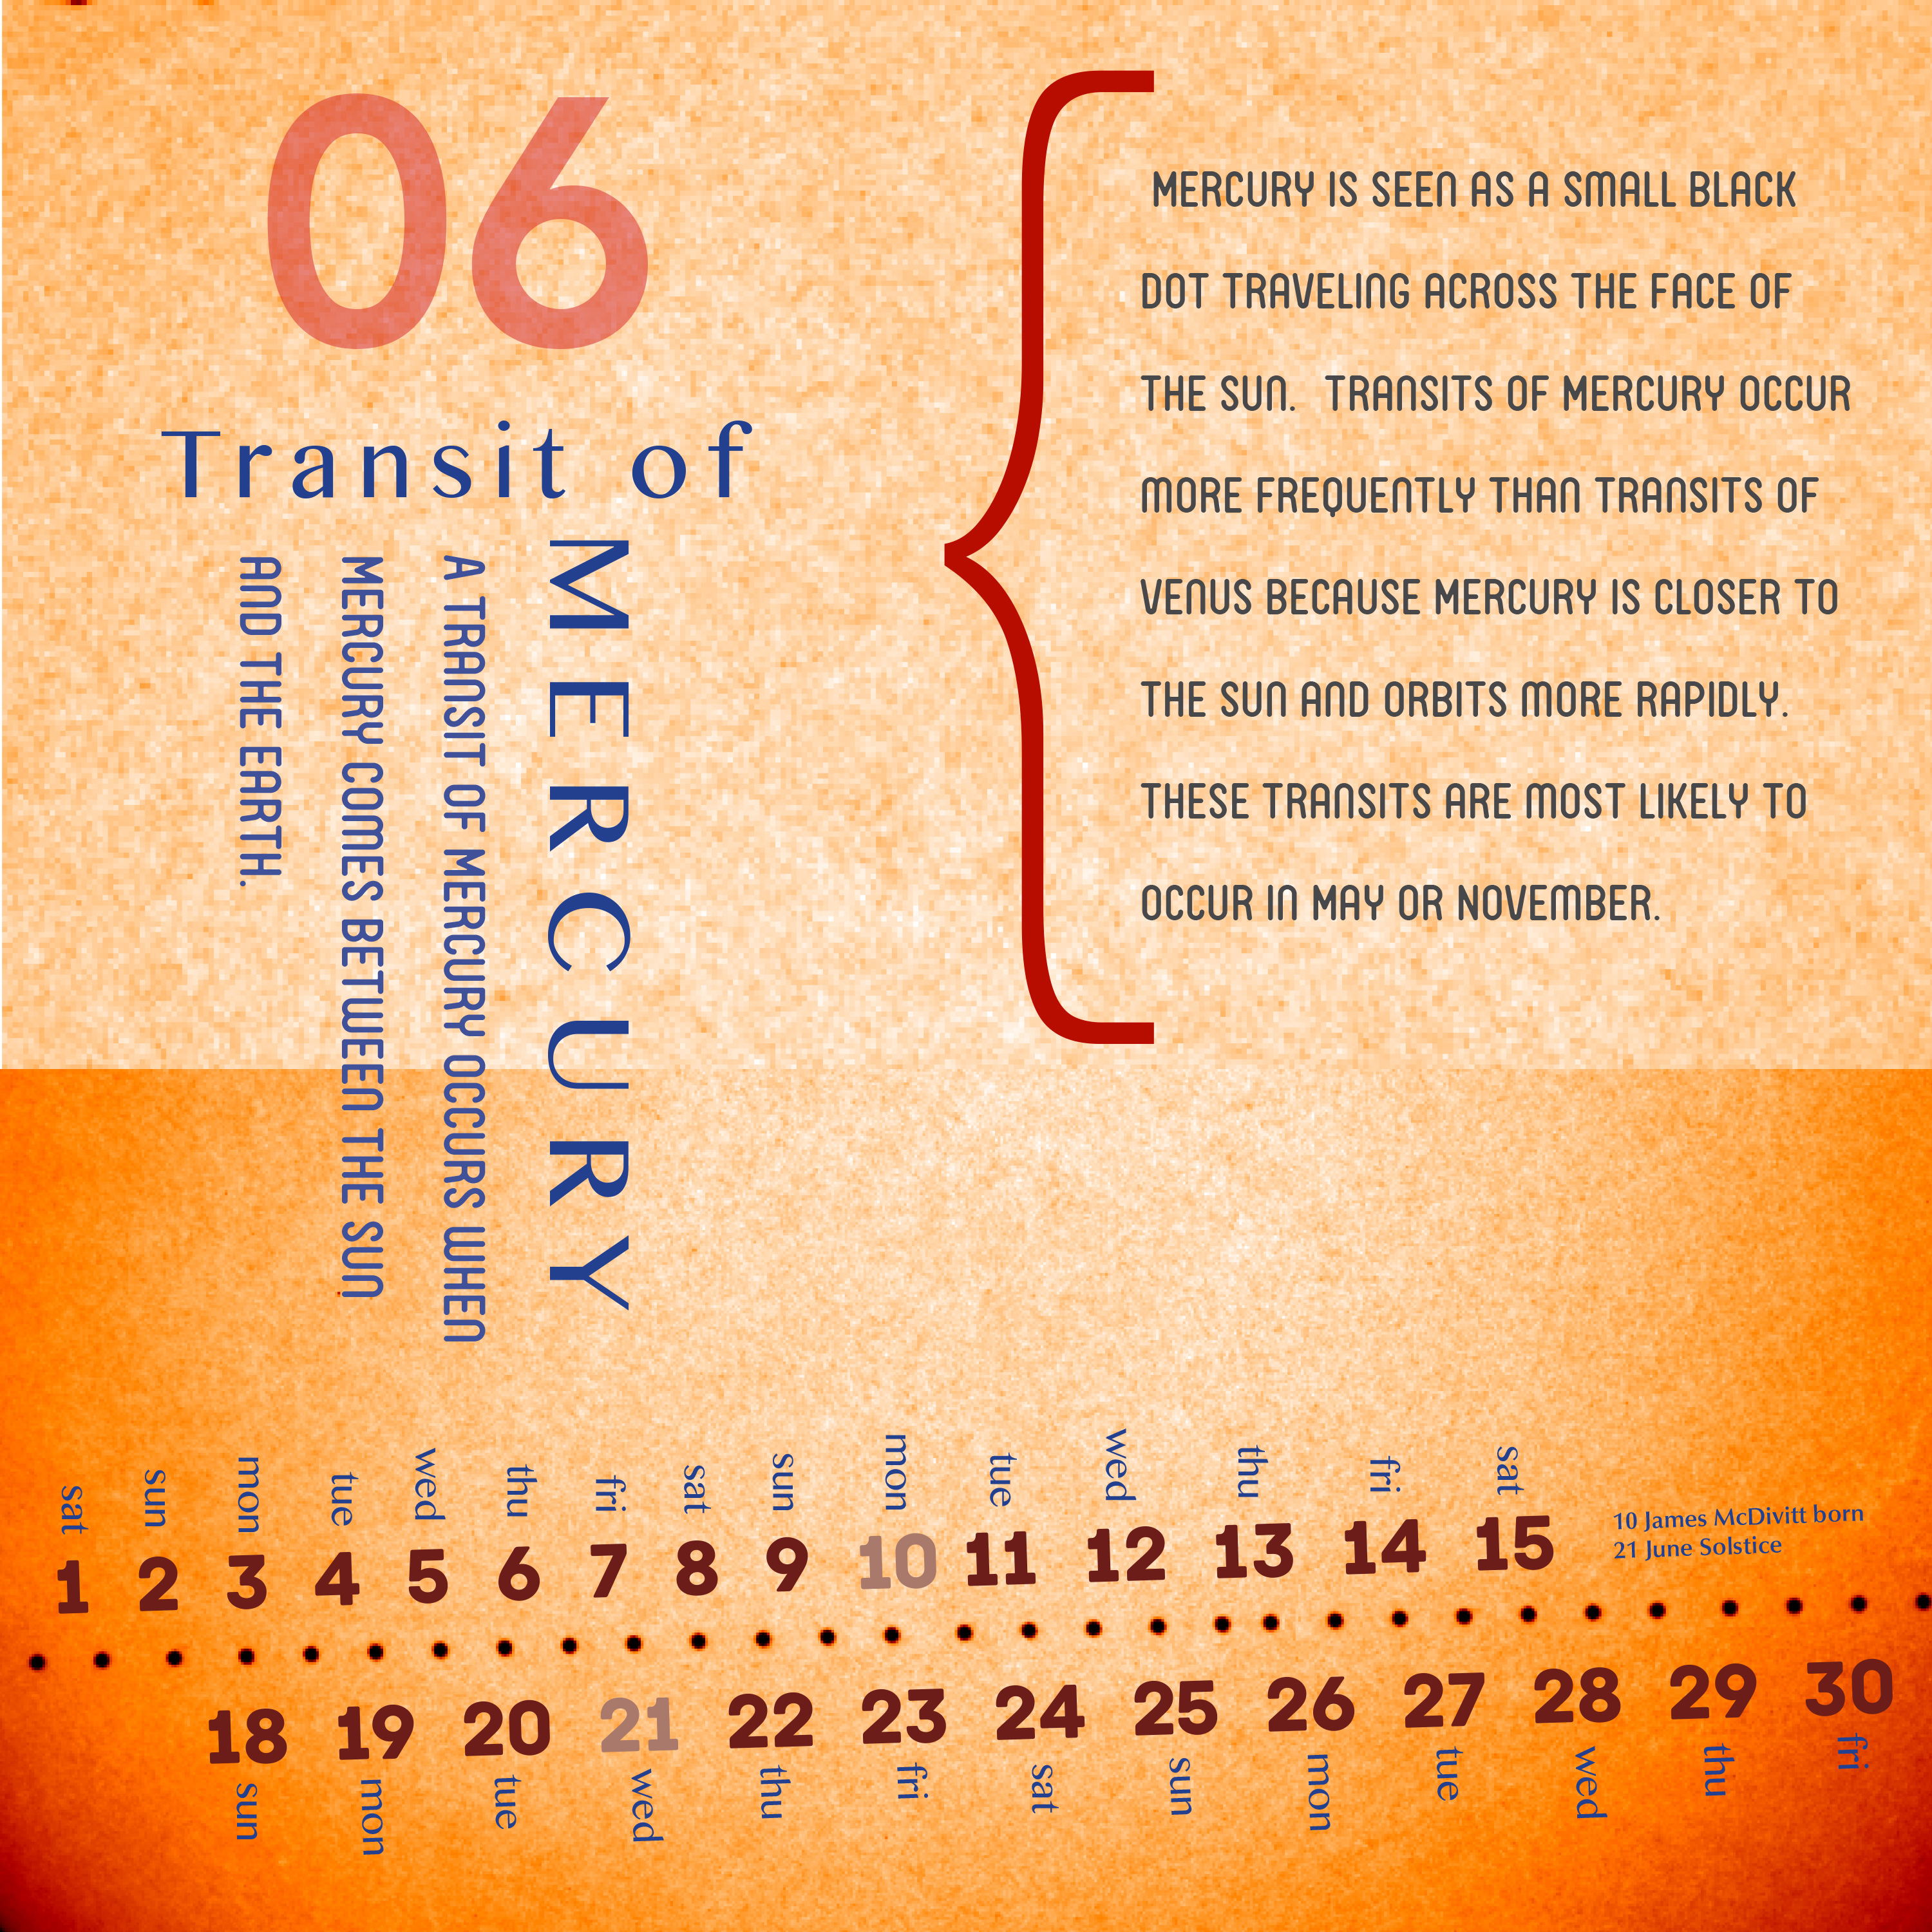 06
Transit of
MERCURY
A TRANSIT OF MERCURY OCCURS WHEN
MERCURY COMES BETWEEN THE SUN
AND THE EARTH.
MERCURY IS SEEN AS A SMALL BLACK
DOT TRAVELING ACROSS THE FACE OF
THE SUN. TRANSITS OF MERCURY OCCUR
MORE FREQUENTLY THAN TRANSITS OF
VENUS BECAUSE MERCURY IS CLOSER TO
THE SUN AND ORBITS MORE RAPIDLY.
THESE TRANSITS ARE MOST LIKELY TO
OCCUR IN MAY OR NOVEMBER.
sat sun mon tue wed thu fri sat sun mon tue wed thu fri sat
1 2 3 4 5 6 7 8 9 10 11 12 13 14 15
10 James McDivitt born
21 June Solstice
18 19 20 21 22 23 24 25 26 27 28 29 30
sun mon tue wed thu fri sat sun mon tue wed thu fri